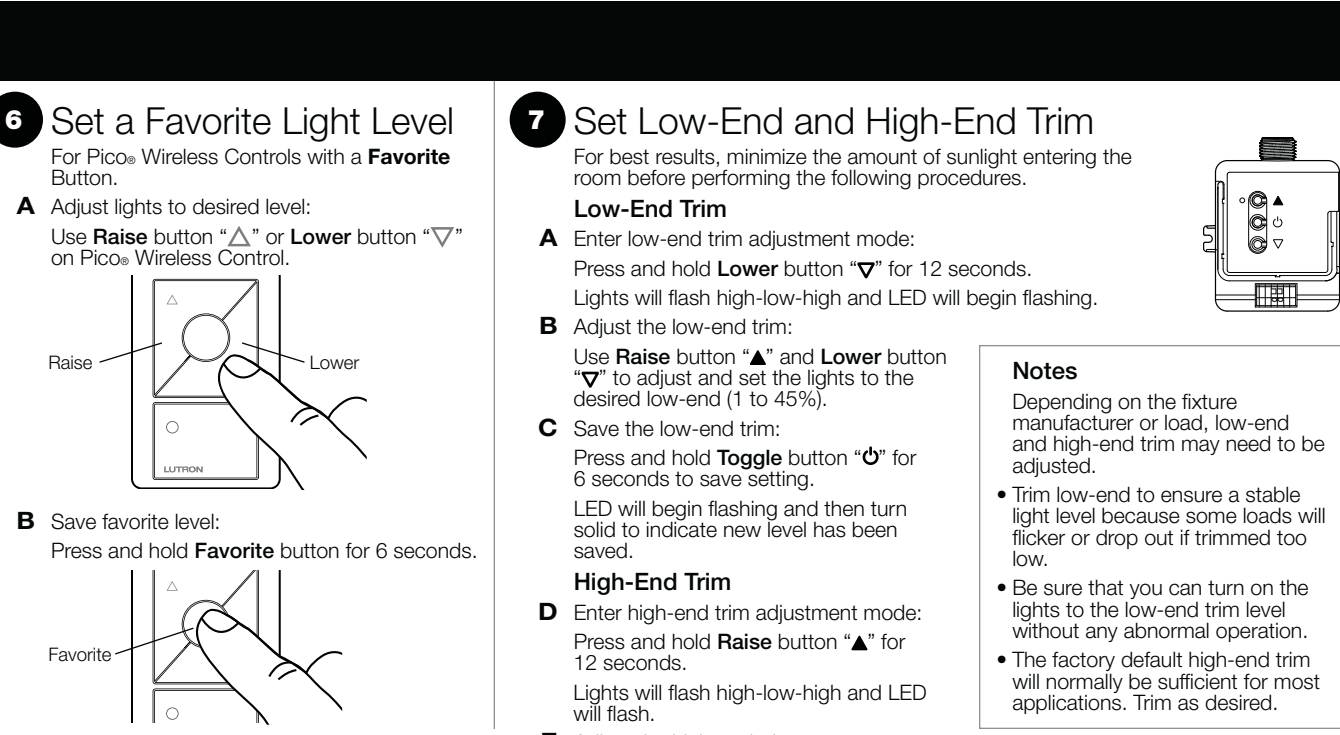 6 Set a Favorite Light Level
For Pico® Wireless Controls with a Favorite
Button.
A Adjust lights to desired level:
Use Raise button “△” or Lower button “▽”
on Pico® Wireless Control.
Raise
Lower
LUTRON
B Save favorite level:
Press and hold Favorite button for 6 seconds.
Favorite
7 Set Low-End and High-End Trim
For best results, minimize the amount of sunlight entering the
room before performing the following procedures.
Low-End Trim
A Enter low-end trim adjustment mode:
Press and hold Lower button “▽” for 12 seconds.
Lights will flash high-low-high and LED will begin flashing.
B Adjust the low-end trim:
Use Raise button “▲” and Lower button
“▽” to adjust and set the lights to the
desired low-end (1 to 45%).
C Save the low-end trim:
Press and hold Toggle button “⏻” for
6 seconds to save setting.
LED will begin flashing and then turn
solid to indicate new level has been
saved.
High-End Trim
D Enter high-end trim adjustment mode:
Press and hold Raise button “▲” for
12 seconds.
Lights will flash high-low-high and LED
will flash.
Notes
Depending on the fixture
manufacturer or load, low-end
and high-end trim may need to be
adjusted.
• Trim low-end to ensure a stable
light level because some loads will
flicker or drop out if trimmed too
low.
• Be sure that you can turn on the
lights to the low-end trim level
without any abnormal operation.
• The factory default high-end trim
will normally be sufficient for most
applications. Trim as desired.